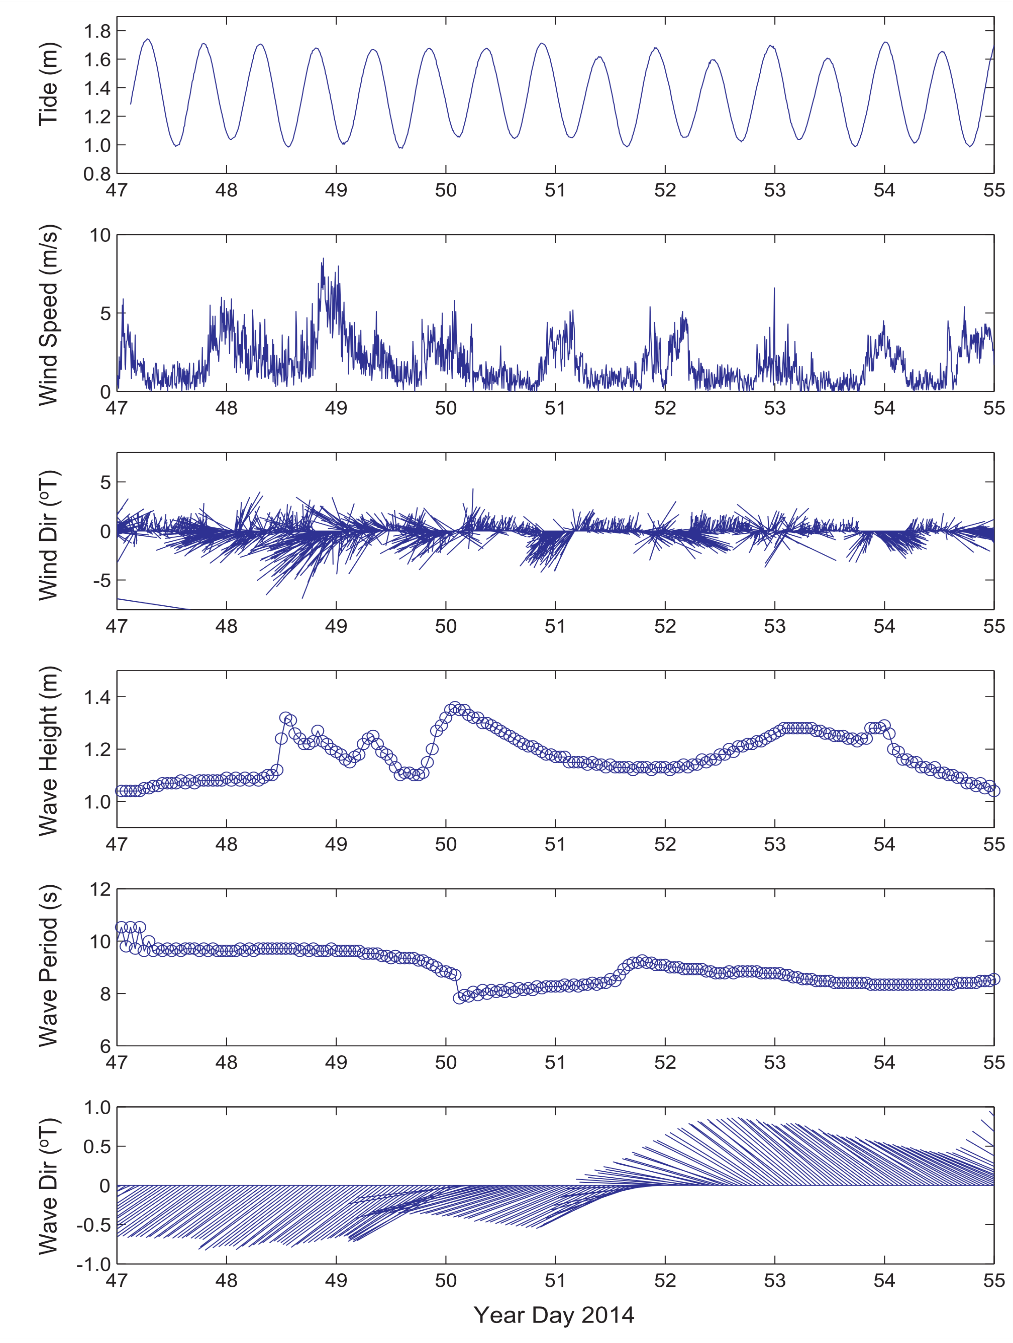 Tide (m)
1.8
1.6
1.4
1.2
1.0
0.8
47 48 49 50 51 52 53 54 55
Wind Speed (m/s)
10
5
0
47 48 49 50 51 52 53 54 55
Wind Dir (°T)
5
0
-5
47 48 49 50 51 52 53 54 55
Wave Height (m)
1.4
1.2
1.0
47 48 49 50 51 52 53 54 55
Wave Period (s)
12
10
8
6
47 48 49 50 51 52 53 54 55
Wave Dir (°T)
1.0
0.5
0
-0.5
-1.0
47 48 49 50 51 52 53 54 55
Year Day 2014